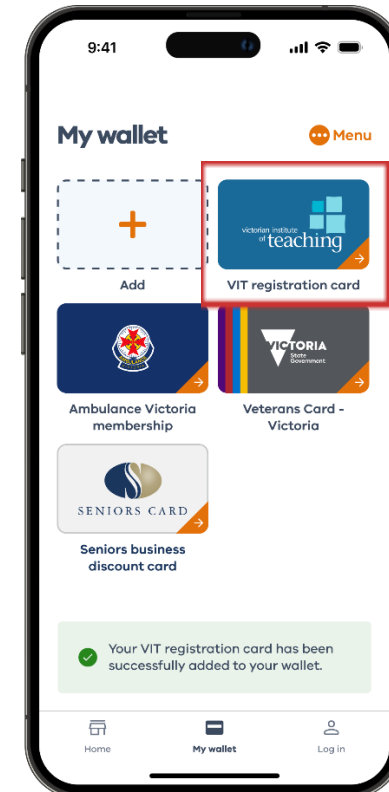 9:41
My wallet
Menu
victorian institute
of teaching
Add
VIT registration card
VICTORIA
State
Government
Ambulance Victoria
membership
Veterans Card -
Victoria
SENIORS CARD
Seniors business
discount card
Your VIT registration card has been
successfully added to your wallet.
Home
My wallet
Log in